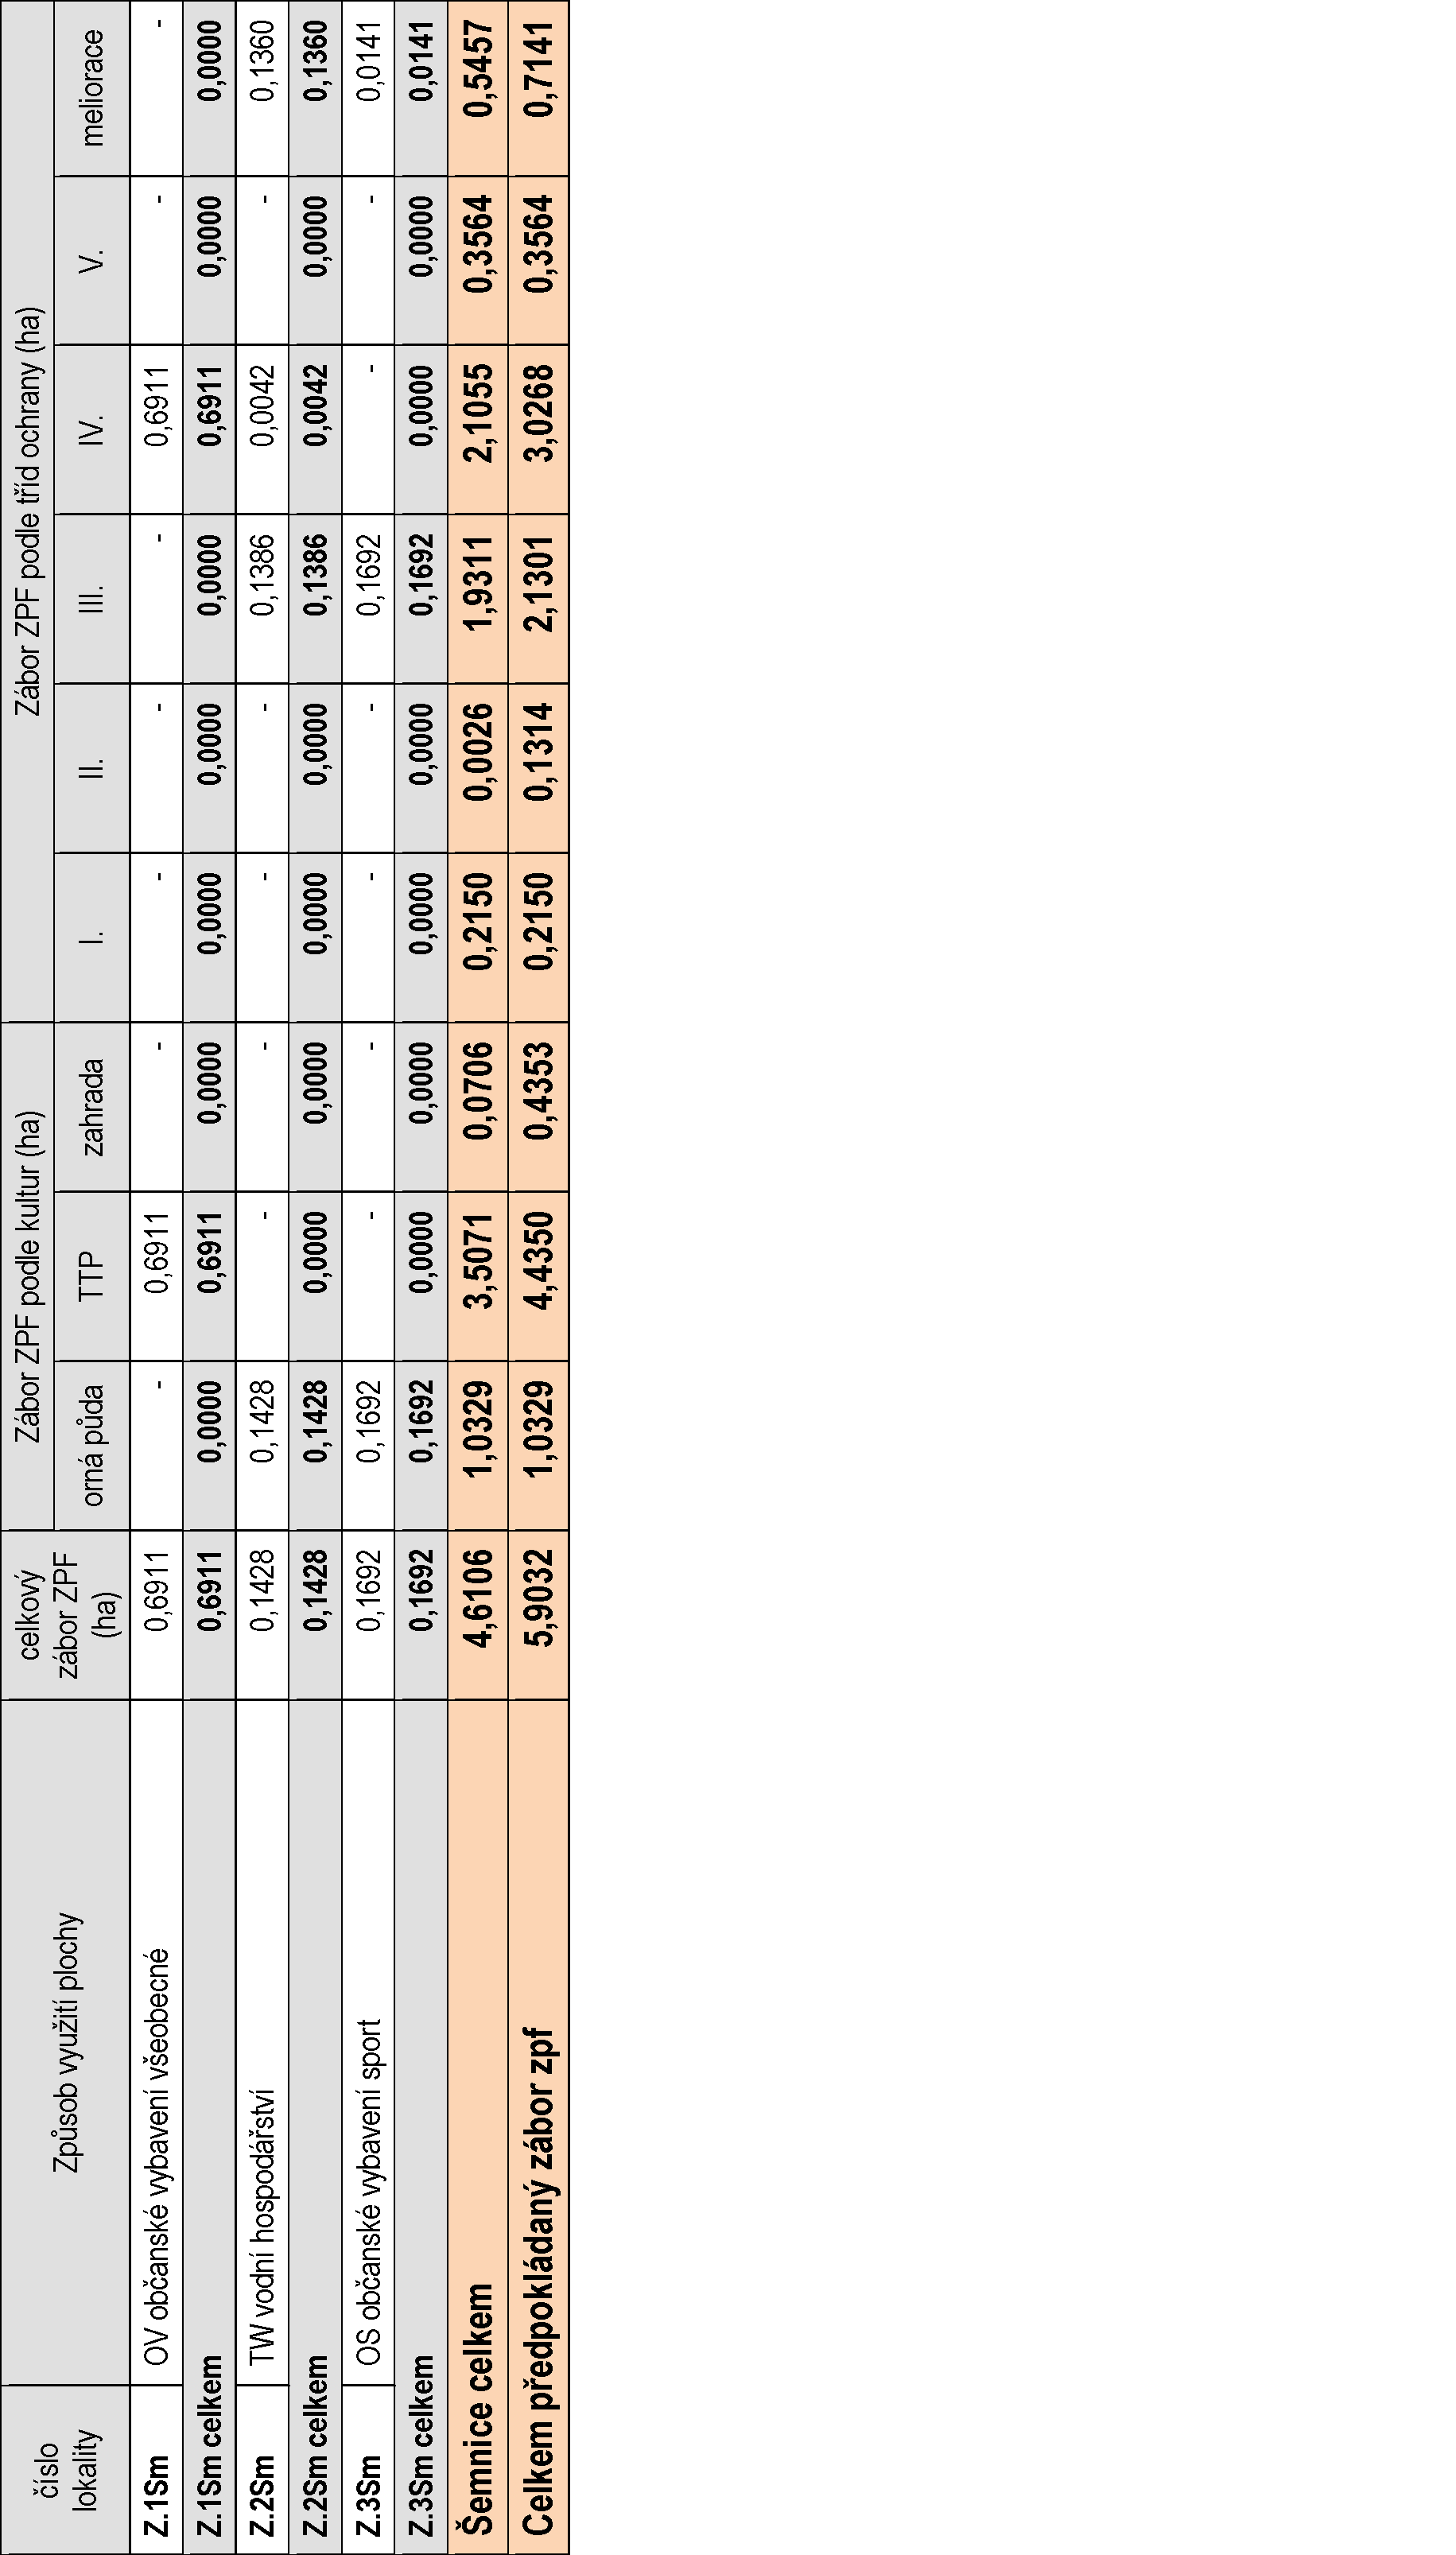 číslo lokality Způsob využití plochy celkový zábor ZPF (ha) Zábor ZPF podle kultur (ha) Zábor ZPF podle tříd ochrany (ha)
orná půda TTP zahrada I. II. III. IV. V. meliorace
Z.1Sm OV občanské vybavení všeobecné 0,6911 - 0,6911 - - - - 0,6911 - -
Z.1Sm celkem 0,6911 0,0000 0,6911 0,0000 0,0000 0,0000 0,0000 0,6911 0,0000 0,0000
Z.2Sm TW vodní hospodářství 0,1428 0,1428 - - - - 0,1386 0,0042 - 0,1360
Z.2Sm celkem 0,1428 0,1428 0,0000 0,0000 0,0000 0,0000 0,1386 0,0042 0,0000 0,1360
Z.3Sm OS občanské vybavení sport 0,1692 0,1692 - - - - 0,1692 - - 0,0141
Z.3Sm celkem 0,1692 0,1692 0,0000 0,0000 0,0000 0,0000 0,1692 0,0000 0,0000 0,0141
Šemnice celkem 4,6106 1,0329 3,5071 0,0706 0,2150 0,0026 1,9311 2,1055 0,3564 0,5457
Celkem předpokládaný zábor zpf 5,9032 1,0329 4,4350 0,4353 0,2150 0,1314 2,1301 3,0268 0,3564 0,7141